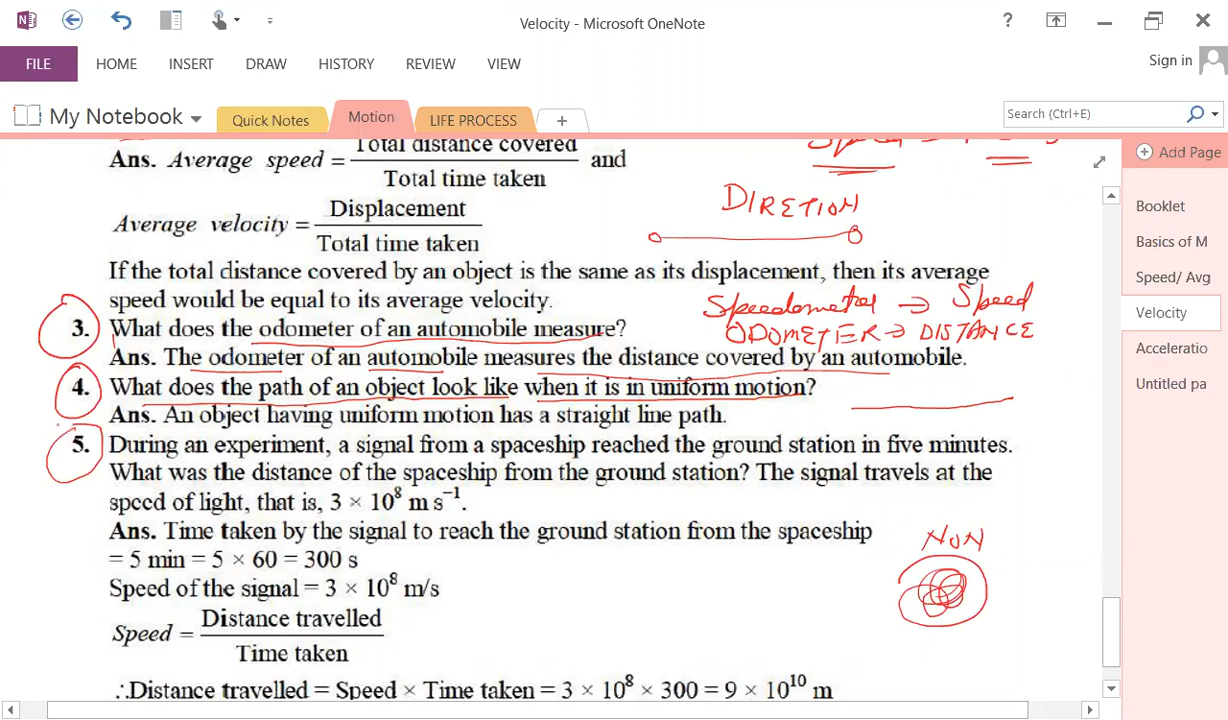 Velocity - Microsoft OneNote
?
FILE HOME INSERT DRAW HISTORY REVIEW VIEW
Sign in
My Notebook
Quick Notes
Motion
LIFE PROCESS
+
Search (Ctrl+E)
Add Page
Booklet
Basics of M
Speed/ Avg
Velocity
Acceleratio
Untitled pa
Ans. Average speed = Total distance covered / Total time taken and
DIRETION
Average velocity = Displacement / Total time taken
If the total distance covered by an object is the same as its displacement, then its average
speed would be equal to its average velocity.
Speedometer → Speed
3. What does the odometer of an automobile measure?
ODOMETER → DISTANCE
Ans. The odometer of an automobile measures the distance covered by an automobile.
4. What does the path of an object look like when it is in uniform motion?
Ans. An object having uniform motion has a straight line path.
5. During an experiment, a signal from a spaceship reached the ground station in five minutes.
What was the distance of the spaceship from the ground station? The signal travels at the
speed of light, that is, 3 × 10⁸ m s⁻¹.
Ans. Time taken by the signal to reach the ground station from the spaceship
NON
= 5 min = 5 × 60 = 300 s
Speed of the signal = 3 × 10⁸ m/s
Speed = Distance travelled / Time taken
∴Distance travelled = Speed × Time taken = 3 × 10⁸ × 300 = 9 × 10¹⁰ m